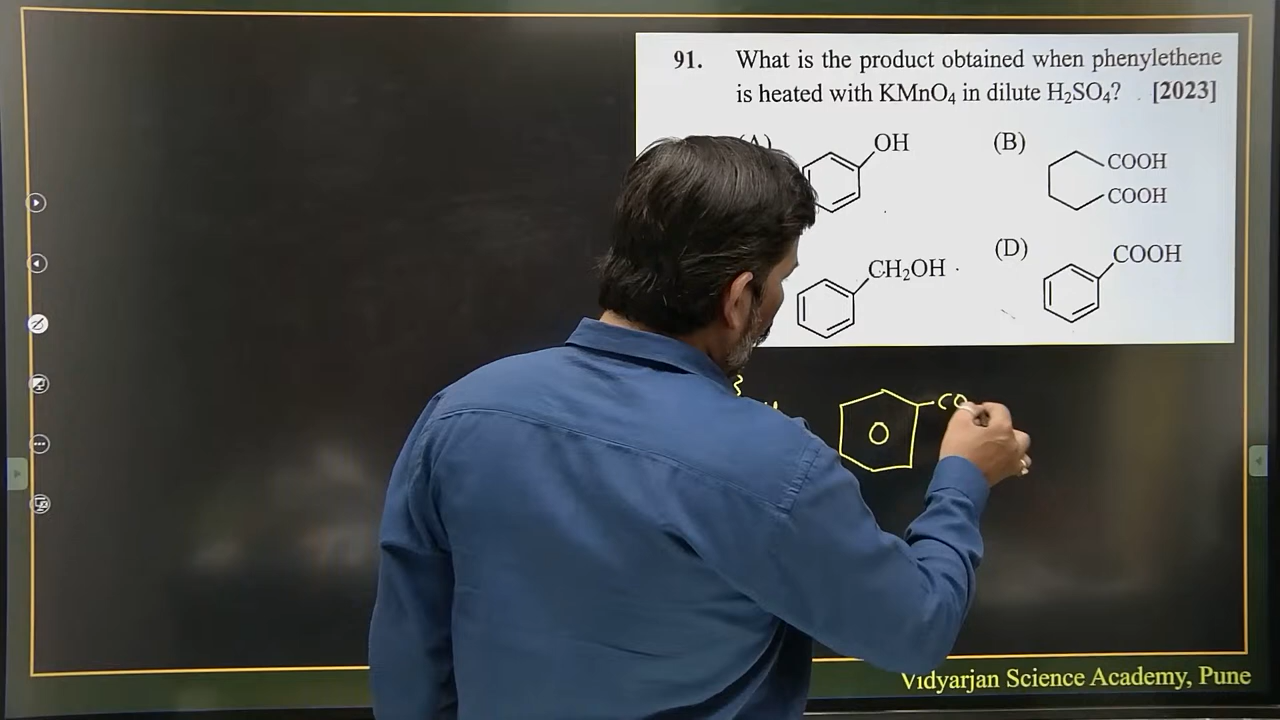 91. What is the product obtained when phenylethene
is heated with KMnO4 in dilute H2SO4? [2023]
(A) OH
(B) COOH
COOH
CH2OH
(D) COOH
CO
Vidyarjan Science Academy, Pune